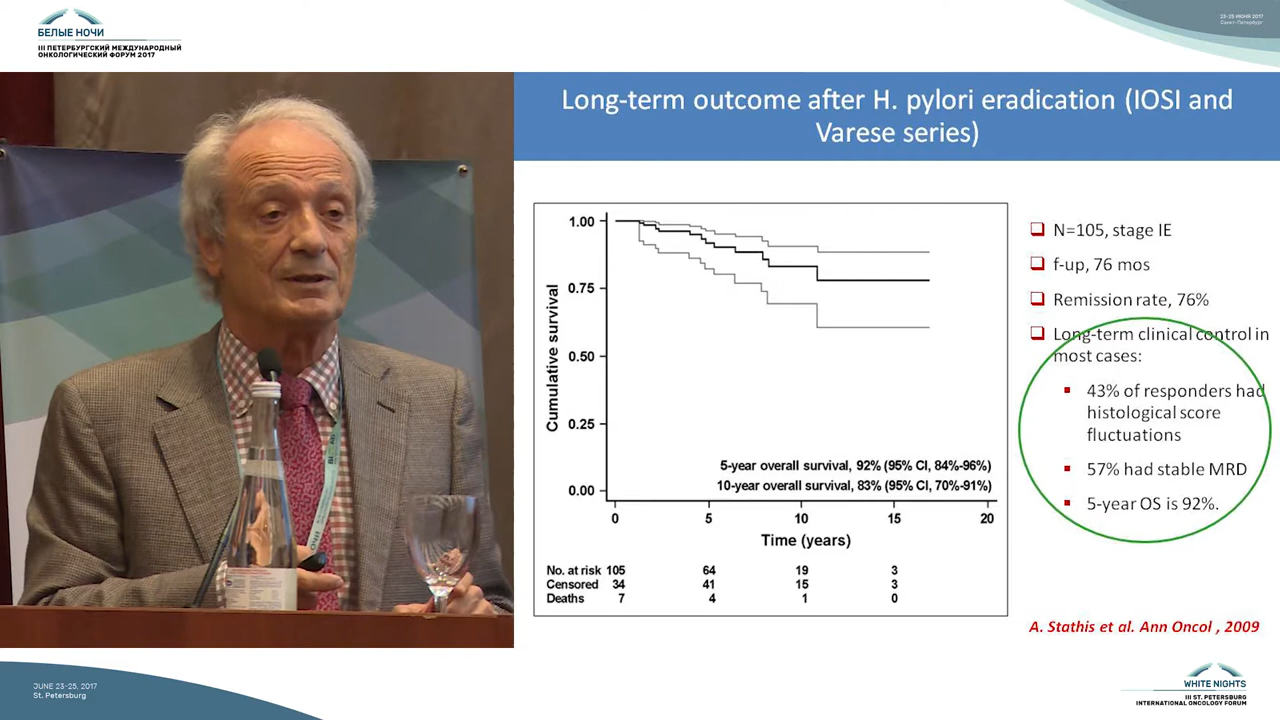 БЕЛЫЕ НОЧИ
III ПЕТЕРБУРГСКИЙ МЕЖДУНАРОДНЫЙ
ОНКОЛОГИЧЕСКИЙ ФОРУМ 2017
23-25 ИЮНЯ 2017
Санкт-Петербург
Long-term outcome after H. pylori eradication (IOSI and
Varese series)
1.00
0.75
0.50
0.25
0.00
Cumulative survival
5-year overall survival, 92% (95% CI, 84%-96%)
10-year overall survival, 83% (95% CI, 70%-91%)
0 5 10 15 20
Time (years)
No. at risk 105 64 19 3
Censored 34 41 15 3
Deaths 7 4 1 0
N=105, stage IE
f-up, 76 mos
Remission rate, 76%
Long-term clinical control in
most cases:
43% of responders had
histological score
fluctuations
57% had stable MRD
5-year OS is 92%.
A. Stathis et al. Ann Oncol , 2009
JUNE 23-25, 2017
St. Petersburg
WHITE NIGHTS
III ST. PETERSBURG
INTERNATIONAL ONCOLOGY FORUM